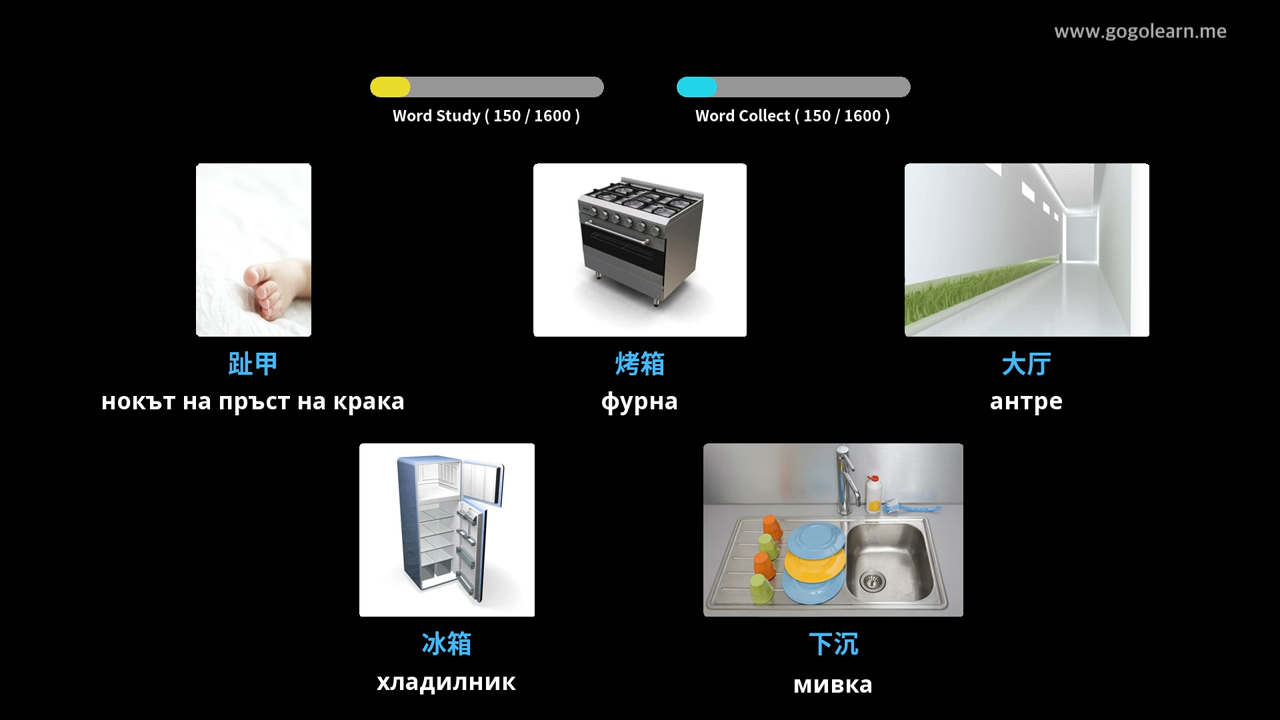 www.gogolearn.me
Word Study ( 150 / 1600 )
Word Collect ( 150 / 1600 )
趾甲
нокът на пръст на крака
烤箱
фурна
大厅
антре
冰箱
хладилник
下沉
мивка